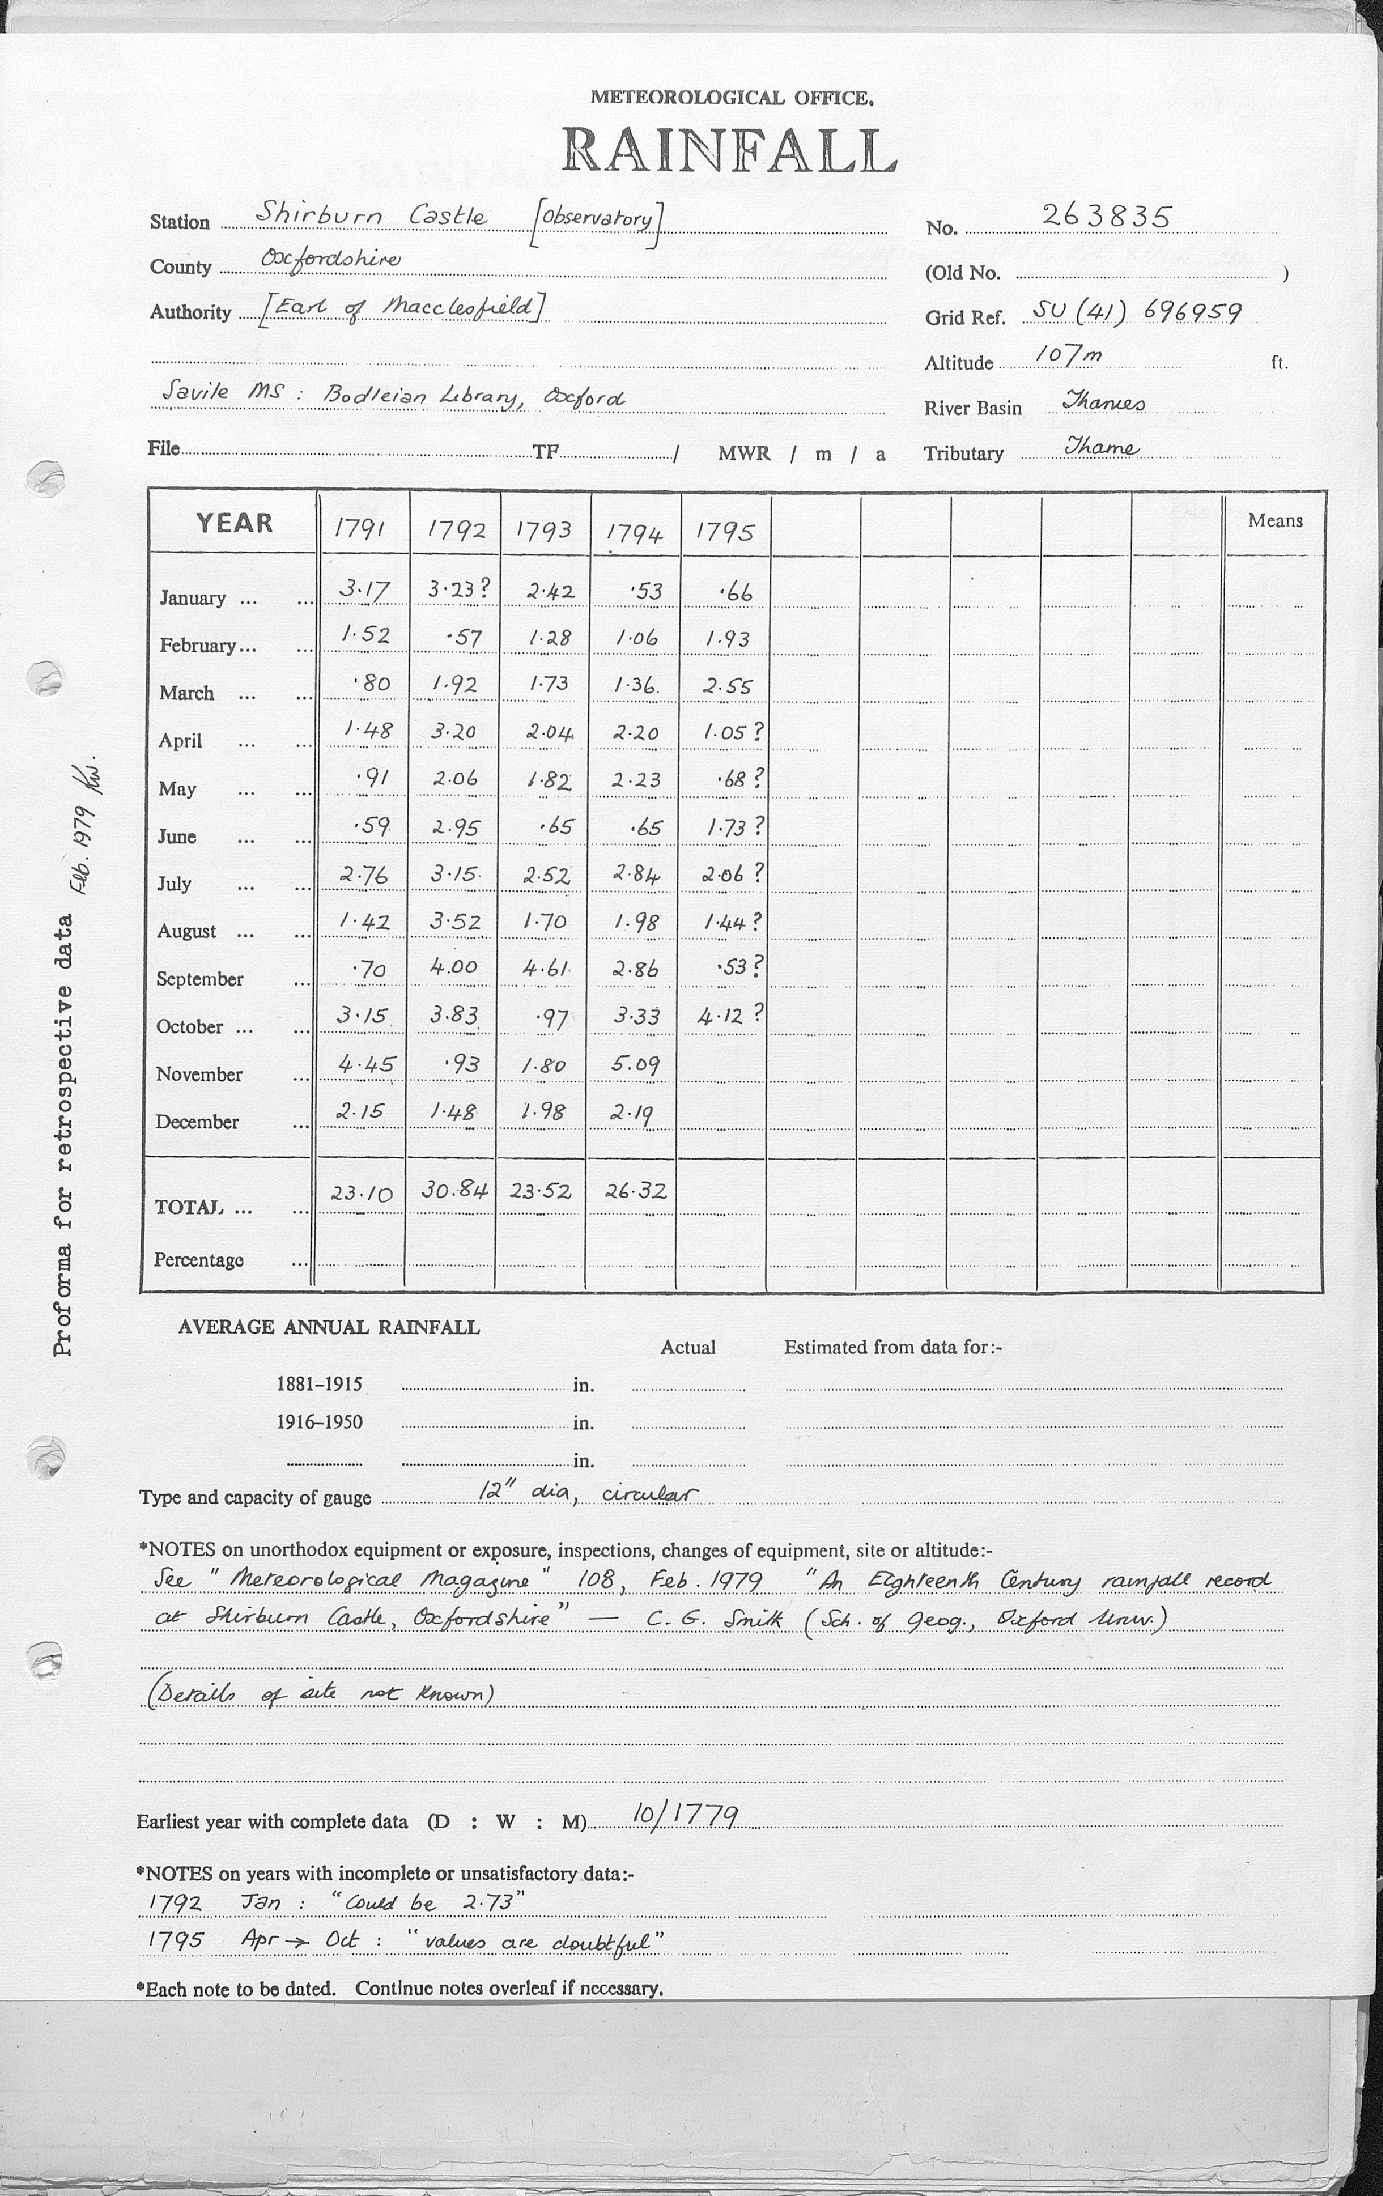 METEOROLOGICAL OFFICE.
RAINFALL
Station Shirburn Castle [Observatory] No. 263835
County Oxfordshire (Old No. )
Authority [Earl of Macclesfield] Grid Ref. SU (41) 696959
Altitude 107m ft.
Savile MS : Bodleian Library, Oxford River Basin Thames
File TF / MWR / m / a Tributary Thame
YEAR 1791 1792 1793 1794 1795 Means
January ... ... 3.17 3.23? 2.42 .53 .66
February... ... 1.52 .57 1.28 1.06 1.93
March ... ... .80 1.92 1.73 1.36 2.55
April ... ... 1.48 3.20 2.04 2.20 1.05?
May ... ... .91 2.06 1.82 2.23 .68?
June ... ... .59 2.95 .65 .65 1.73?
July ... ... 2.76 3.15 2.52 2.84 2.06?
August ... ... 1.42 3.52 1.70 1.98 1.44?
September ... .70 4.00 4.61 2.86 .53?
October ... ... 3.15 3.83 .97 3.33 4.12?
November ... 4.45 .93 1.80 5.09
December ... 2.15 1.48 1.98 2.19
TOTAL ... ... 23.10 30.84 23.52 26.32
Percentage ...
Proforma for retrospective data Feb. 1979 KW.
AVERAGE ANNUAL RAINFALL
Actual Estimated from data for:-
1881-1915 in.
1916-1950 in.
in.
Type and capacity of gauge 12" dia, circular
*NOTES on unorthodox equipment or exposure, inspections, changes of equipment, site or altitude:-
See "Meteorological Magazine" 108, Feb. 1979 "An Eighteenth Century rainfall record
at Shirburn Castle, Oxfordshire" — C. G. Smith (Sch. of Geog., Oxford Univ.)
(Details of site not known)
Earliest year with complete data (D : W : M) 10/1779
*NOTES on years with incomplete or unsatisfactory data:-
1792 Jan : "Could be 2.73"
1795 Apr → Oct : "values are doubtful"
*Each note to be dated. Continue notes overleaf if necessary.